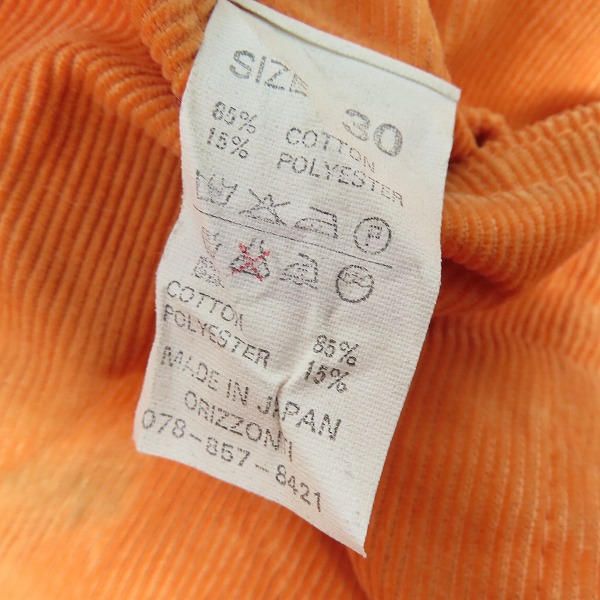 SIZE 30
85% COTTON
15% POLYESTER
P
COTTON 85%
POLYESTER 15%
MADE IN JAPAN
ORIZZONTI
078-857-8421